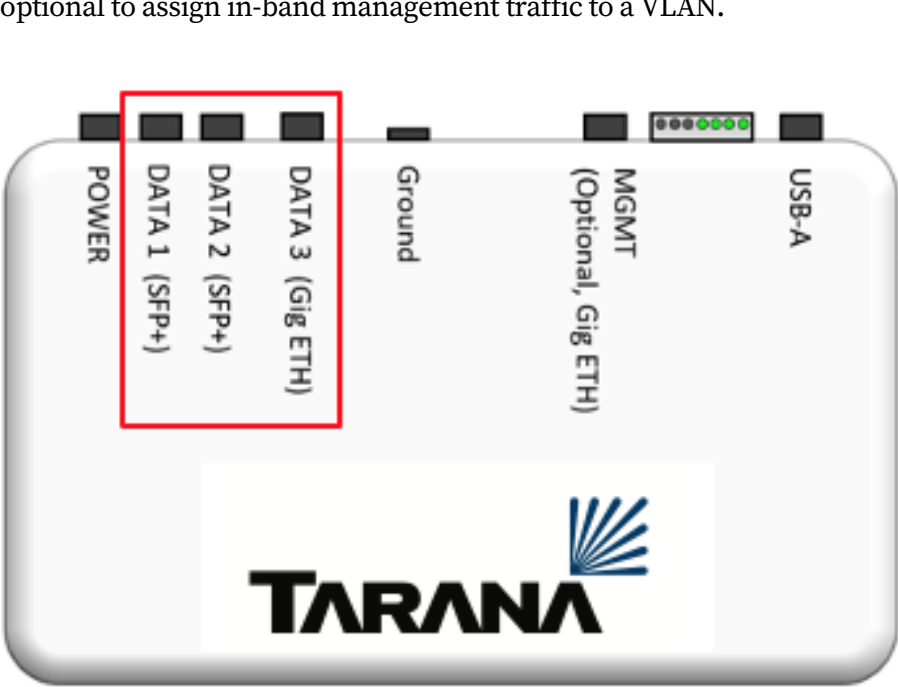 optional to assign in-band management traffic to a VLAN.
POWER
DATA 1 (SFP+)
DATA 2 (SFP+)
DATA 3 (Gig ETH)
Ground
MGMT
(Optional, Gig ETH)
USB-A
TARANA